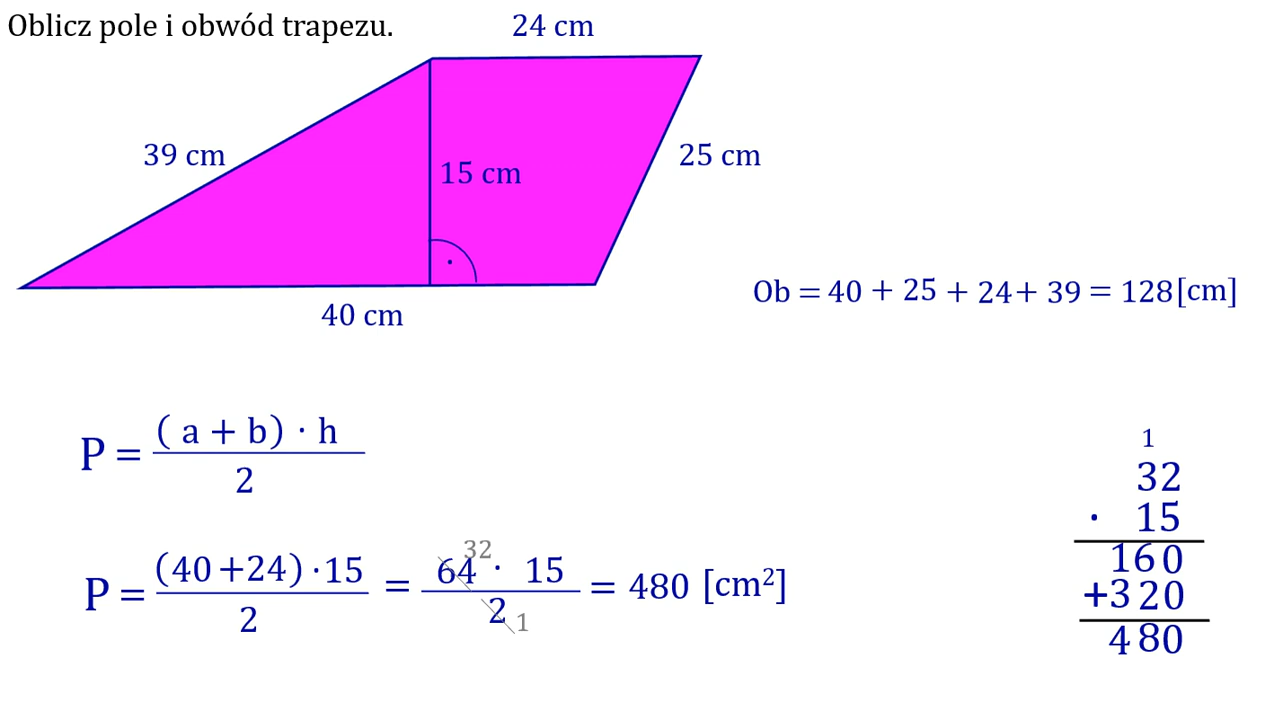 Oblicz pole i obwód trapezu.
24 cm
39 cm
15 cm
25 cm
40 cm
Ob = 40 + 25 + 24 + 39 = 128 [cm]
P = ( a + b) · h
2
P = (40 + 24) · 15 = 64 32 · 15 = 480 [cm²]
2 2 1
1
32
· 15
160
+320
480